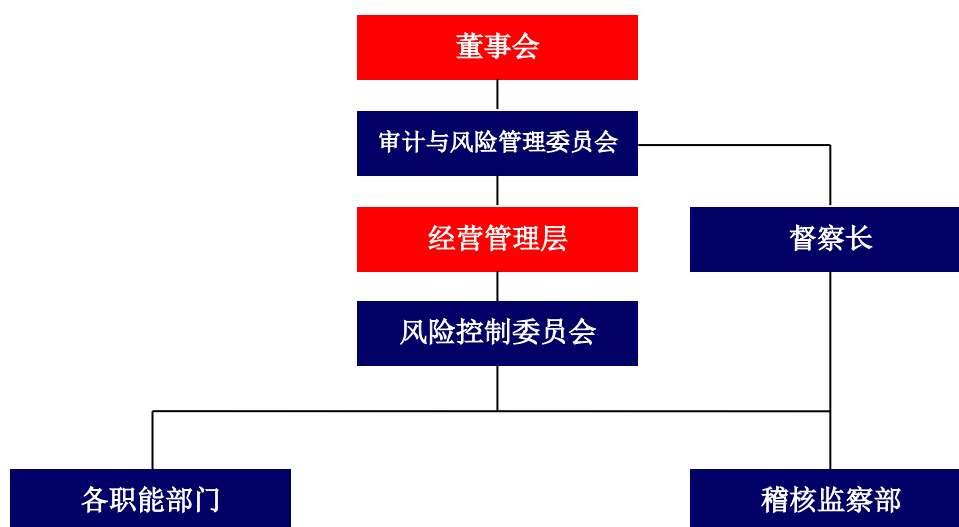 董事会
审计与风险管理委员会
经营管理层
督察长
风险控制委员会
各职能部门
稽核监察部